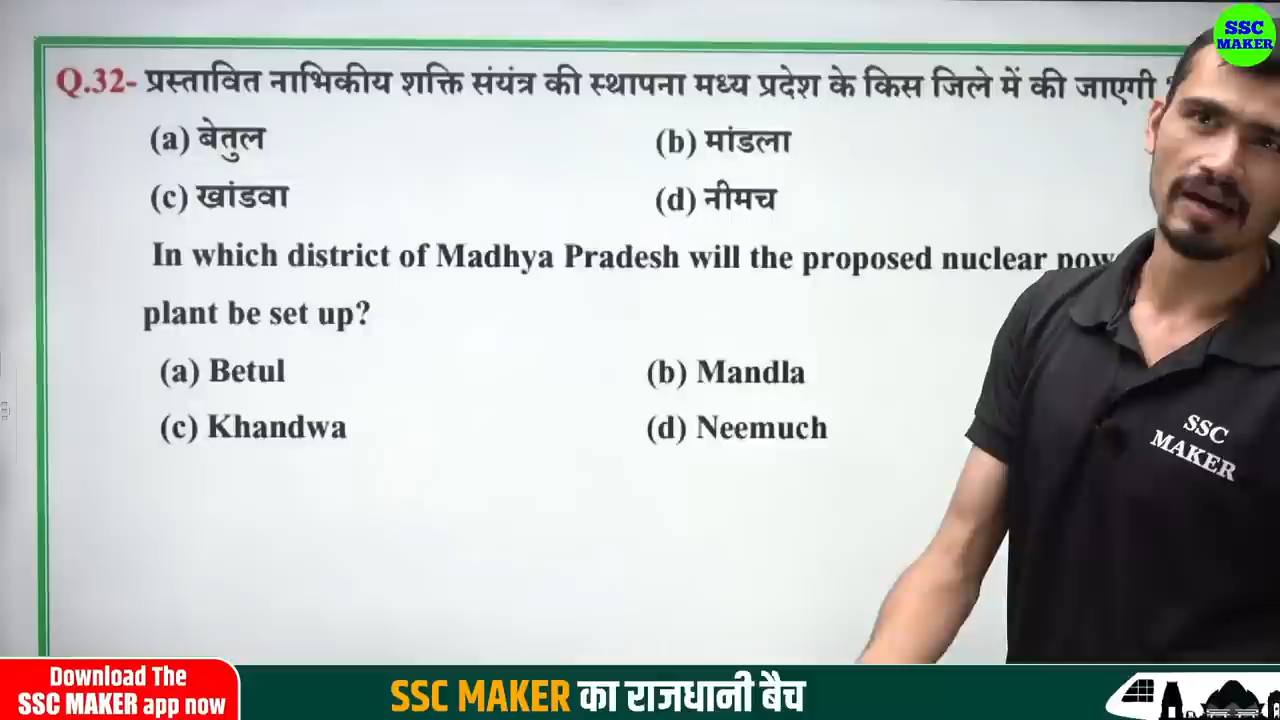 SSC
MAKER
Q.32- प्रस्तावित नाभिकीय शक्ति संयंत्र की स्थापना मध्य प्रदेश के किस जिले में की जाएगी
(a) बेतुल (b) मांडला
(c) खांडवा (d) नीमच
In which district of Madhya Pradesh will the proposed nuclear
plant be set up?
(a) Betul (b) Mandla
(c) Khandwa (d) Neemuch
SSC
MAKER
Download The
SSC MAKER app now
SSC MAKER का राजधानी बैच